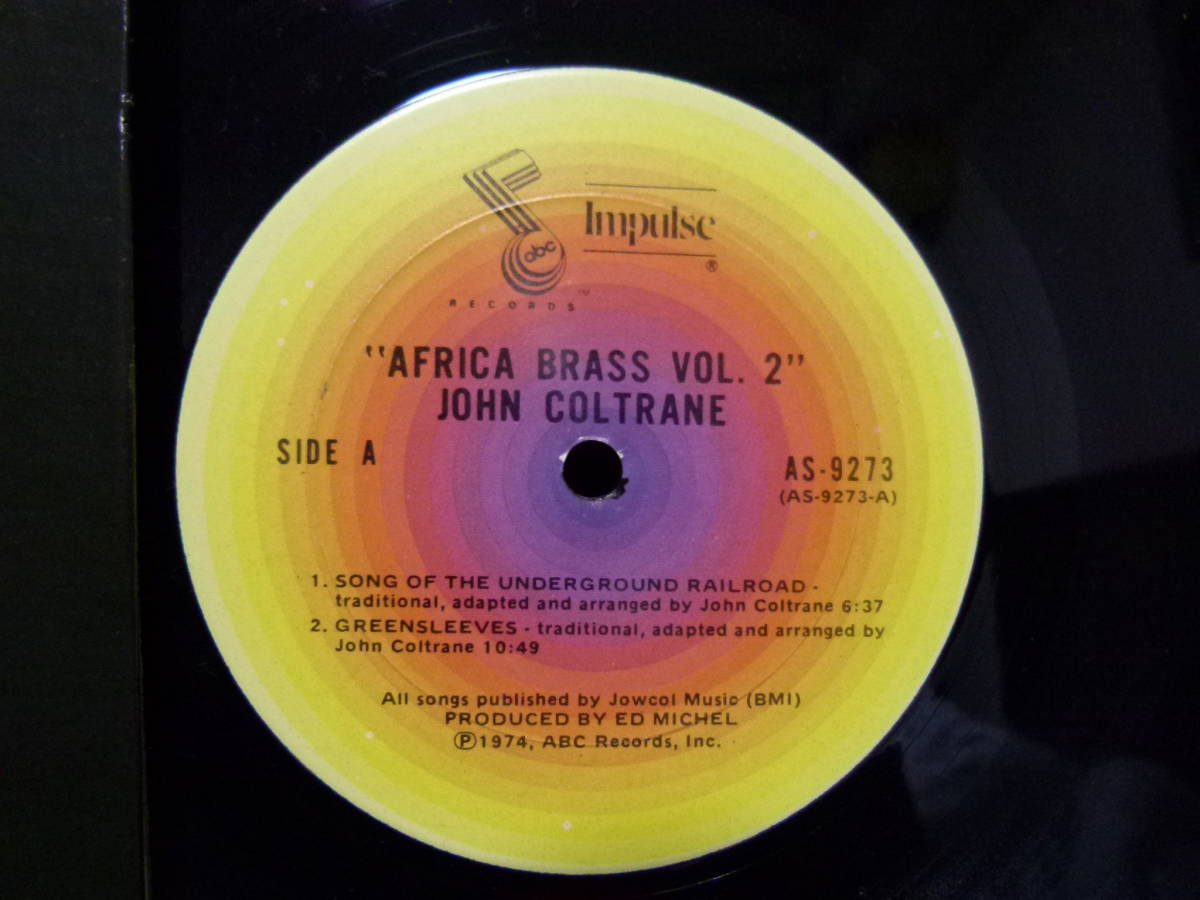 abc
RECORDS™
Impulse
®
"AFRICA BRASS VOL. 2"
JOHN COLTRANE
SIDE A
AS-9273
(AS-9273-A)
1. SONG OF THE UNDERGROUND RAILROAD -
traditional, adapted and arranged by John Coltrane 6:37
2. GREENSLEEVES - traditional, adapted and arranged by
John Coltrane 10:49
All songs published by Jowcol Music (BMI)
PRODUCED BY ED MICHEL
℗1974, ABC Records, Inc.